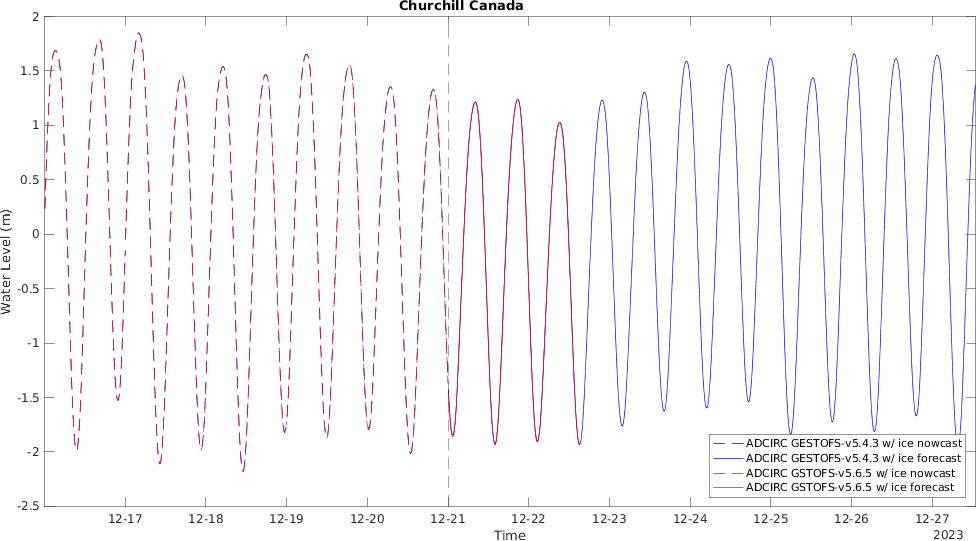 Churchill Canada
2
1.5
1
0.5
0
-0.5
-1
-1.5
-2
-2.5
Water Level (m)
12-17 12-18 12-19 12-20 12-21 12-22 12-23 12-24 12-25 12-26 12-27
Time
2023
ADCIRC GESTOFS-v5.4.3 w/ ice nowcast
ADCIRC GESTOFS-v5.4.3 w/ ice forecast
ADCIRC GSTOFS-v5.6.5 w/ ice nowcast
ADCIRC GSTOFS-v5.6.5 w/ ice forecast